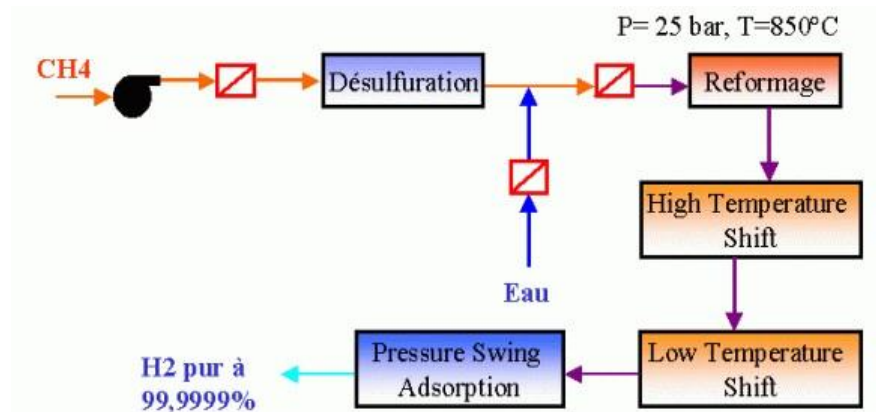 P= 25 bar, T=850°C
CH4
Désulfuration
Reformage
High Temperature
Shift
Eau
Low Temperature
Shift
Pressure Swing
Adsorption
H2 pur à
99,9999%